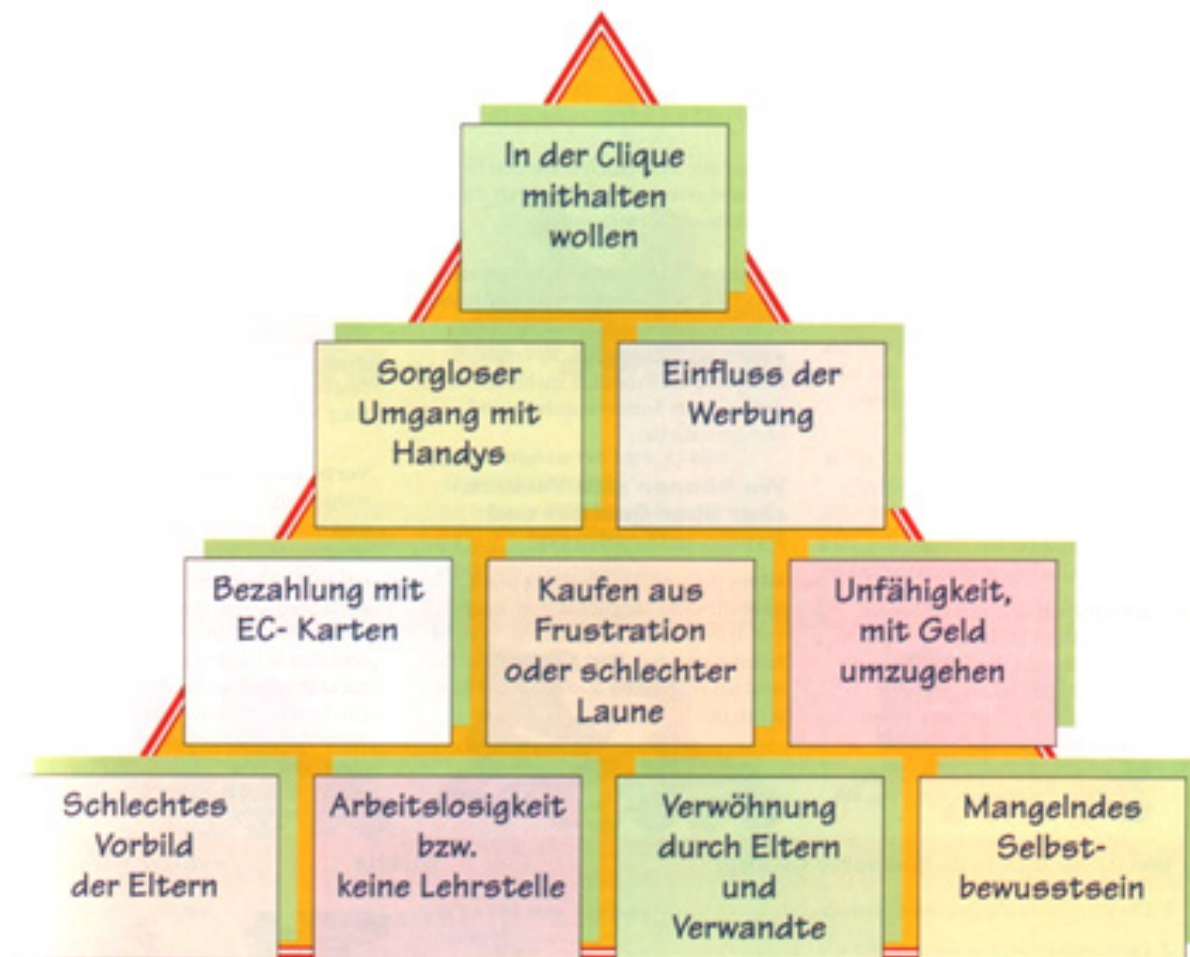 In der Clique
mithalten
wollen
Sorgloser
Umgang mit
Handys
Einfluss der
Werbung
Bezahlung mit
EC- Karten
Kaufen aus
Frustration
oder schlechter
Laune
Unfähigkeit,
mit Geld
umzugehen
Schlechtes
Vorbild
der Eltern
Arbeitslosigkeit
bzw.
keine Lehrstelle
Verwöhnung
durch Eltern
und
Verwandte
Mangelndes
Selbst-
bewusstsein